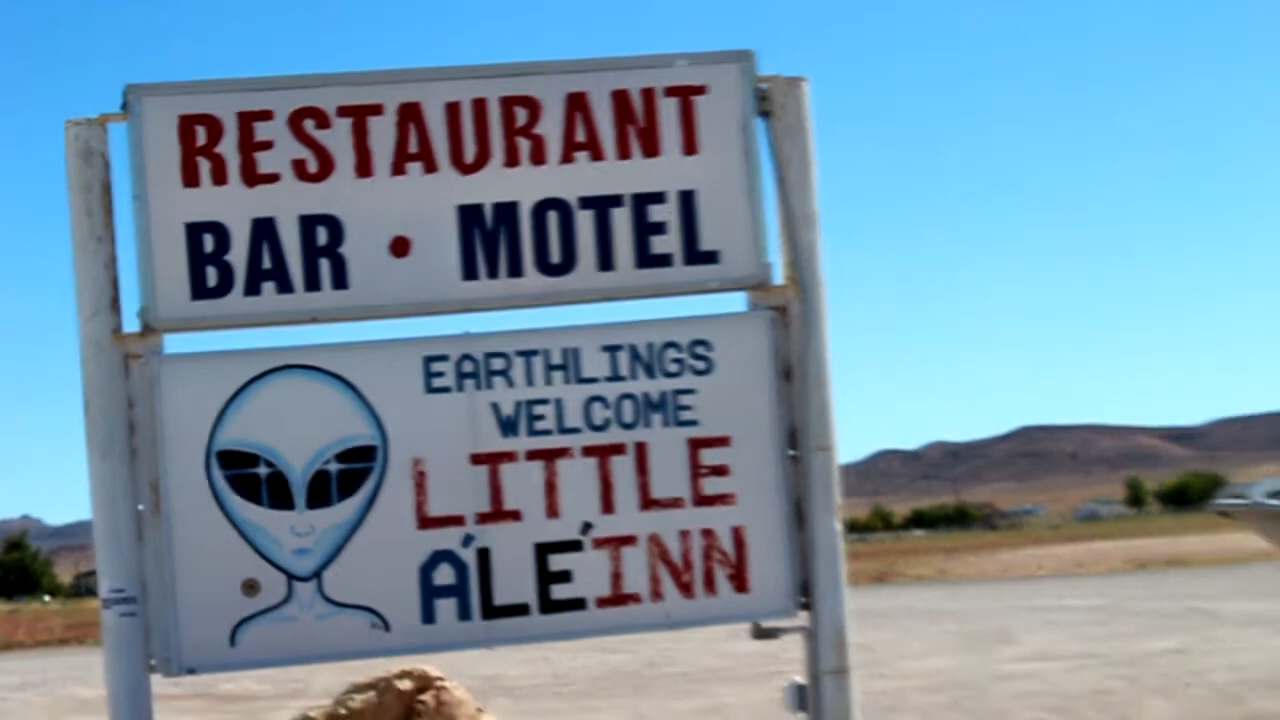 RESTAURANT
BAR • MOTEL
EARTHLINGS
WELCOME
LITTLE
A'LE'INN